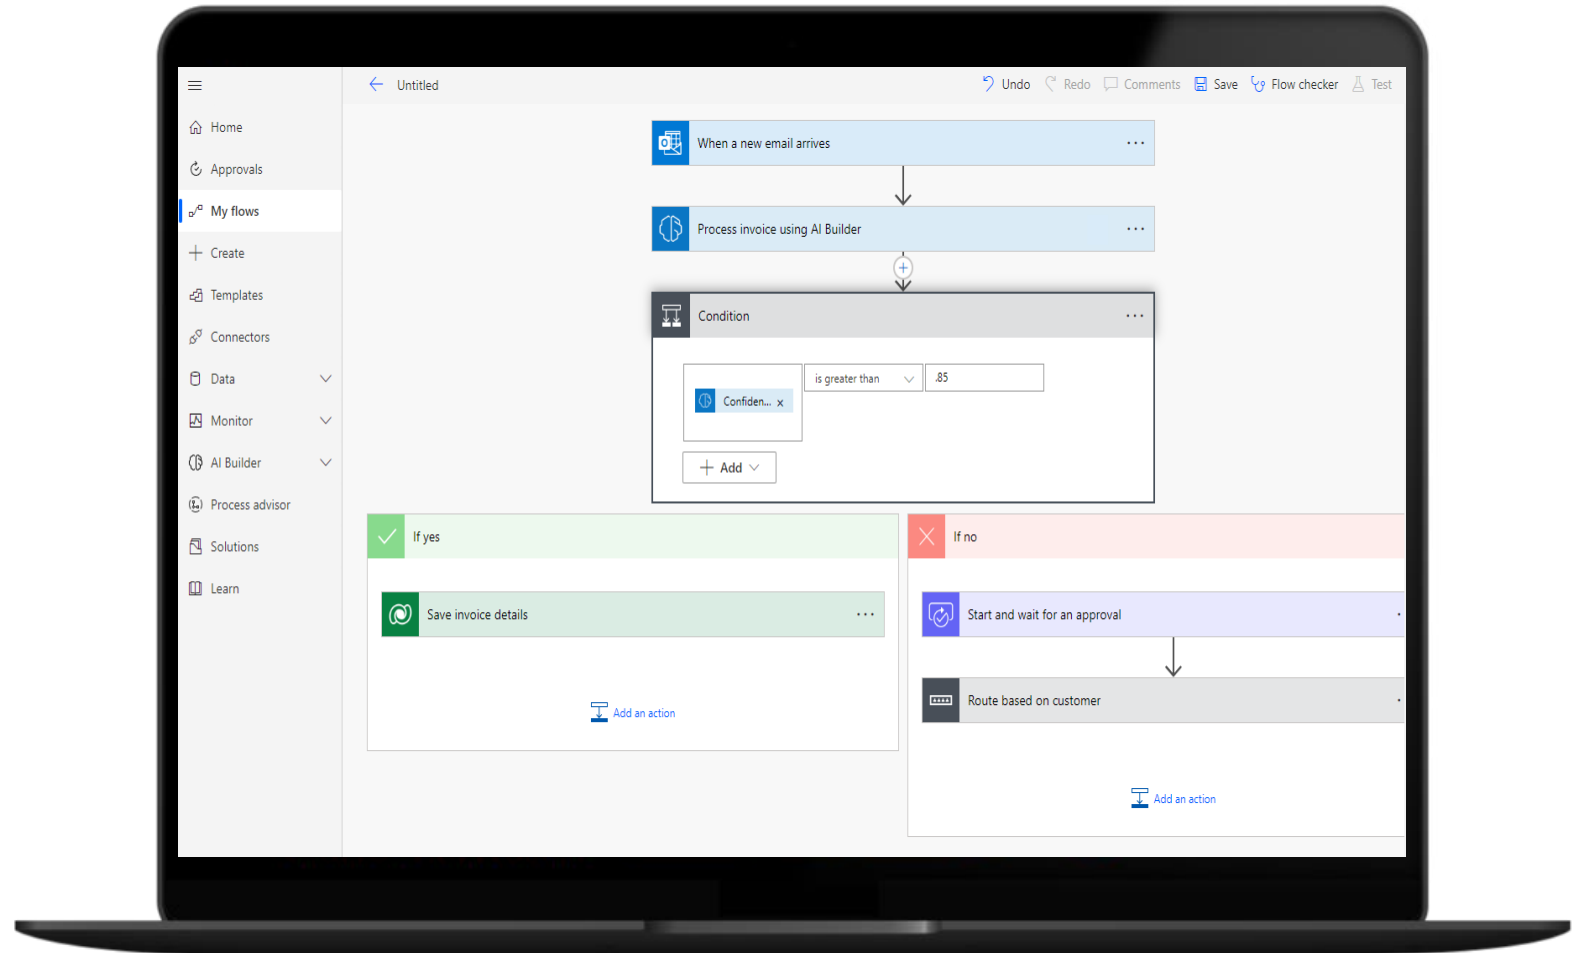 Untitled
Undo
Redo
Comments
Save
Flow checker
Test
Home
Approvals
My flows
Create
Templates
Connectors
Data
Monitor
AI Builder
Process advisor
Solutions
Learn
When a new email arrives
Process invoice using AI Builder
Condition
Confiden... x
is greater than
.85
Add
If yes
Save invoice details
Add an action
If no
Start and wait for an approval
Route based on customer
Add an action